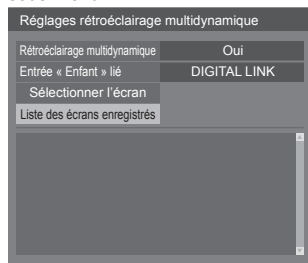 Réglages rétroéclairage multidynamique
Rétroéclairage multidynamique Oui
Entrée « Enfant » lié DIGITAL LINK
Sélectionner l'écran
Liste des écrans enregistrés